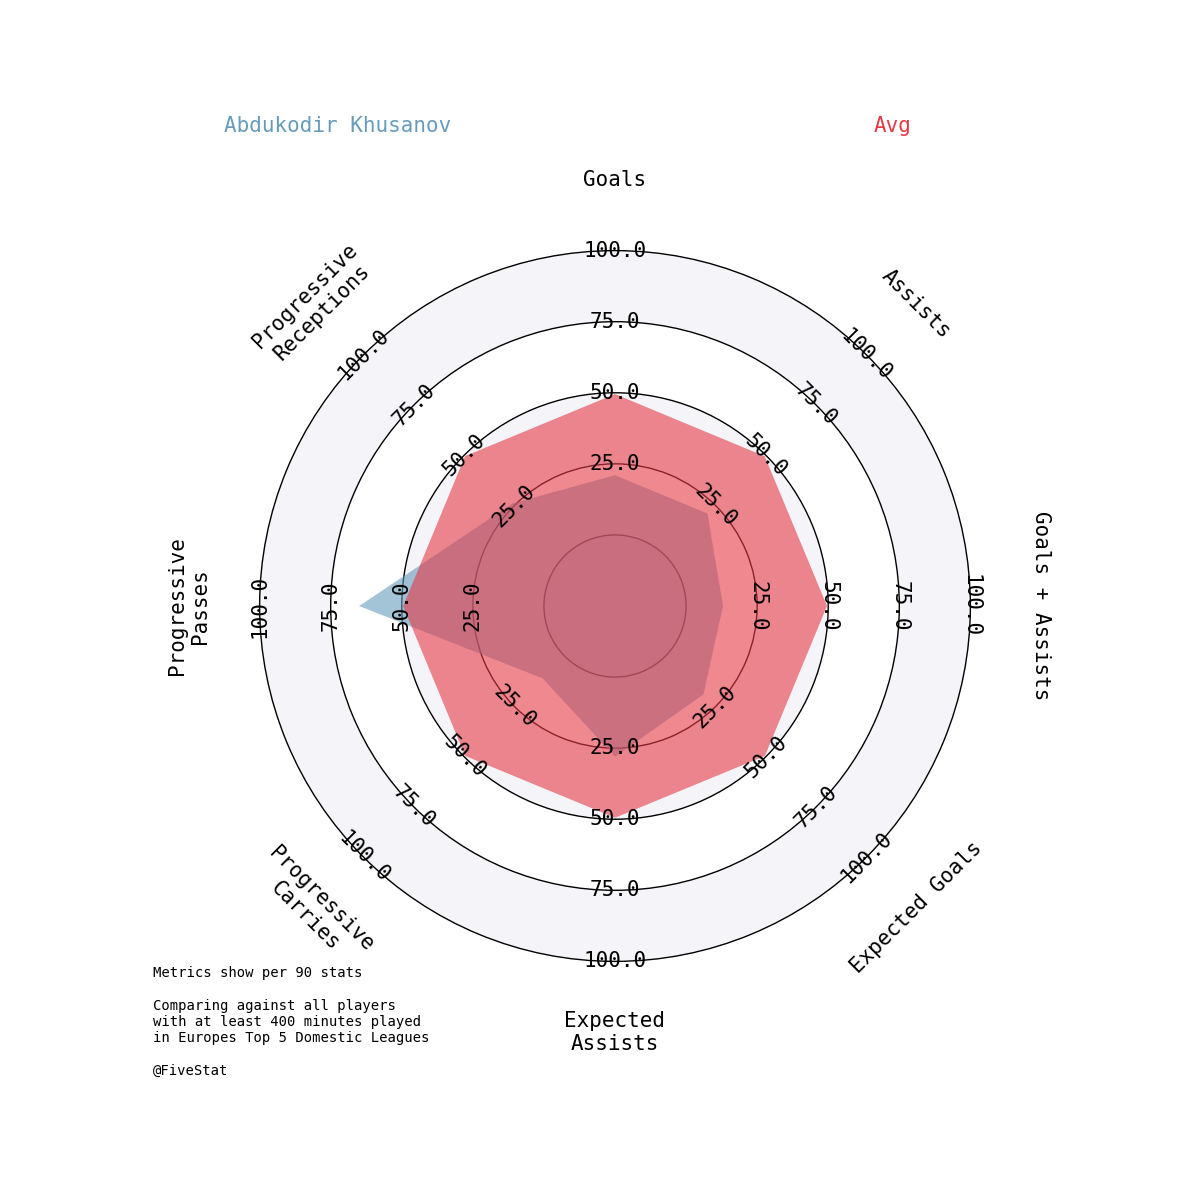 Abdukodir Khusanov
Avg
Goals
Assists
Goals + Assists
Expected Goals
Expected
Assists
Progressive
Carries
Progressive
Passes
Progressive
Receptions
25.0
50.0
75.0
100.0
25.0
50.0
75.0
100.0
25.0
50.0
75.0
100.0
25.0
50.0
75.0
100.0
25.0
50.0
75.0
100.0
25.0
50.0
75.0
100.0
25.0
50.0
75.0
100.0
25.0
50.0
75.0
100.0
Metrics show per 90 stats
Comparing against all players
with at least 400 minutes played
in Europes Top 5 Domestic Leagues
@FiveStat